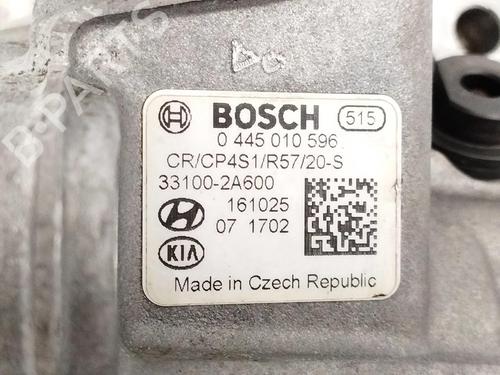 B-PARTS
BOSCH 515
0 445 010 596
CR/CP4S1/R57/20-S
33100-2A600
161025
07 1702
KIA
Made in Czech Republic